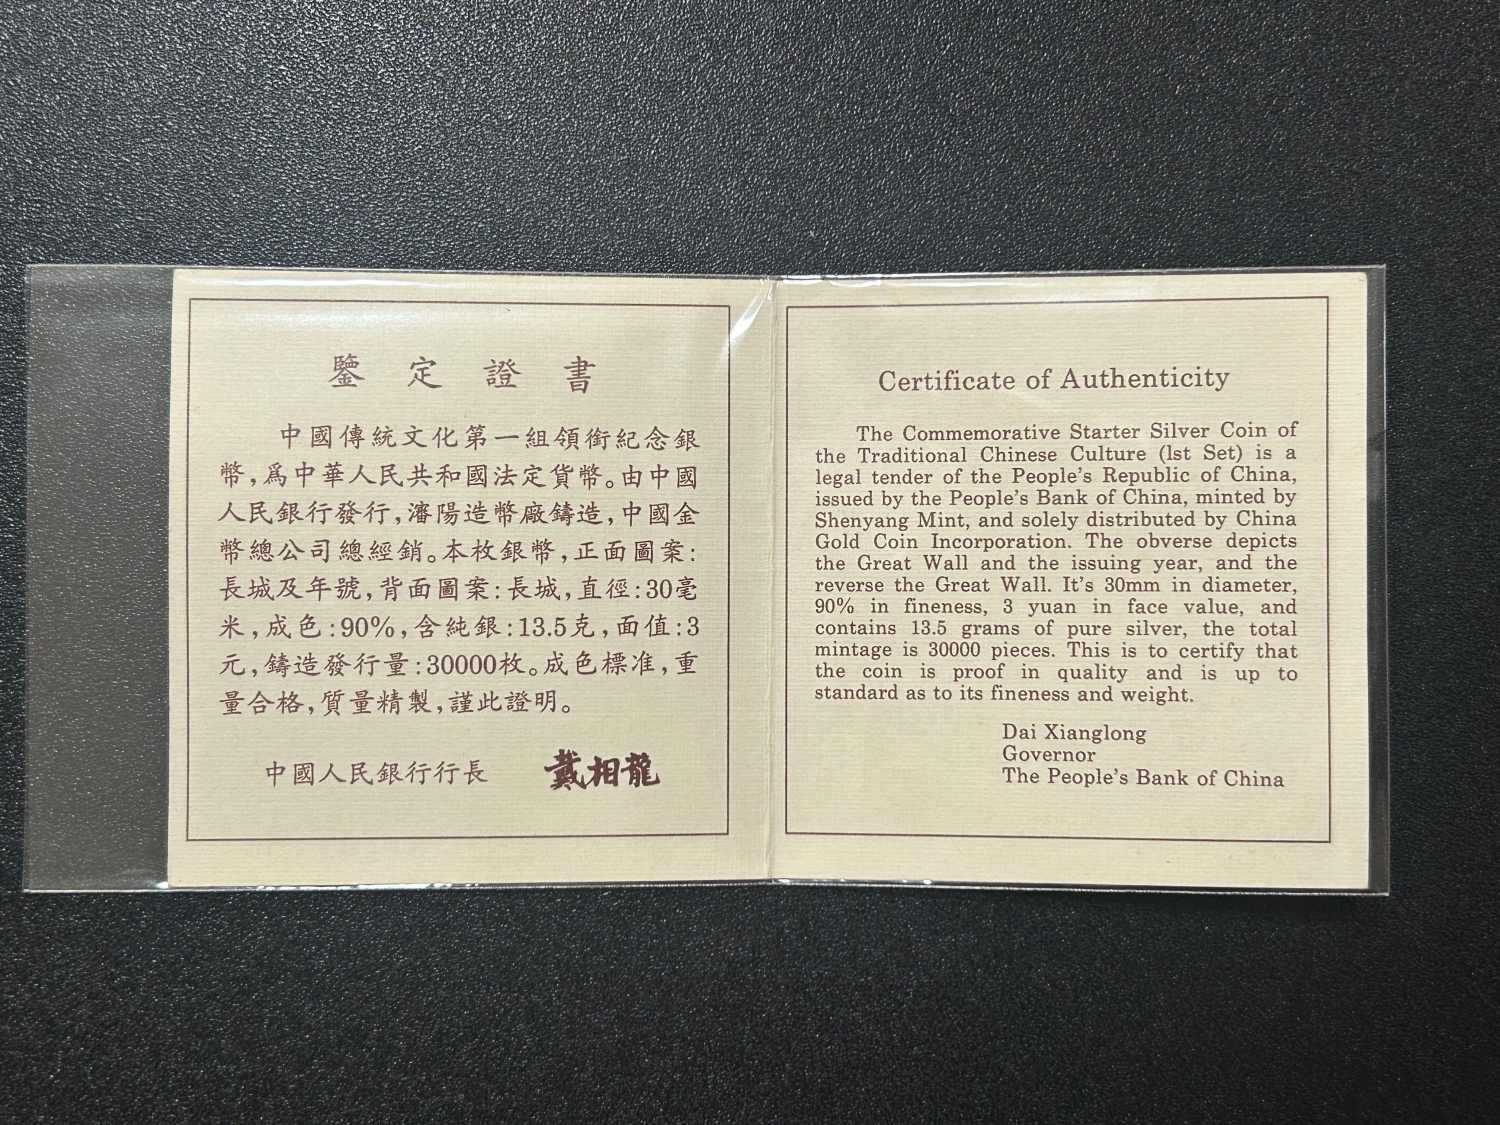 鑒定證書
中國傳統文化第一組領銜紀念銀
幣,爲中華人民共和國法定貨幣。由中國
人民銀行發行,瀋陽造幣廠鑄造,中國金
幣總公司總經銷。本枚銀幣,正面圖案:
長城及年號,背面圖案:長城,直徑:30毫
米,成色:90%,含純銀:13.5克,面值:3
元,鑄造發行量:30000枚。成色標准,重
量合格,質量精製,謹此證明。
中國人民銀行行長 戴相龍
Certificate of Authenticity
The Commemorative Starter Silver Coin of
the Traditional Chinese Culture (lst Set) is a
legal tender of the People's Republic of China,
issued by the People's Bank of China, minted by
Shenyang Mint, and solely distributed by China
Gold Coin Incorporation. The obverse depicts
the Great Wall and the issuing year, and the
reverse the Great Wall. It's 30mm in diameter,
90% in fineness, 3 yuan in face value, and
contains 13.5 grams of pure silver, the total
mintage is 30000 pieces. This is to certify that
the coin is proof in quality and is up to
standard as to its fineness and weight.
Dai Xianglong
Governor
The People's Bank of China